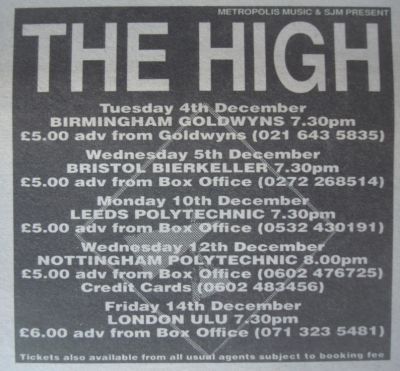 METROPOLIS MUSIC & SJM PRESENT
THE HIGH
Tuesday 4th December
BIRMINGHAM GOLDWYNS 7.30pm
£5.00 adv from Goldwyns (021 643 5835)
Wednesday 5th December
BRISTOL BIERKELLER 7.30pm
£5.00 adv from Box Office (0272 268514)
Monday 10th December
LEEDS POLYTECHNIC 7.30pm
£5.00 adv from Box Office (0532 430191)
Wednesday 12th December
NOTTINGHAM POLYTECHNIC 8.00pm
£5.00 adv from Box Office (0602 476725)
Credit Cards (0602 483456)
Friday 14th December
LONDON ULU 7.30pm
£6.00 adv from Box Office (071 323 5481)
Tickets also available from all usual agents subject to booking fee